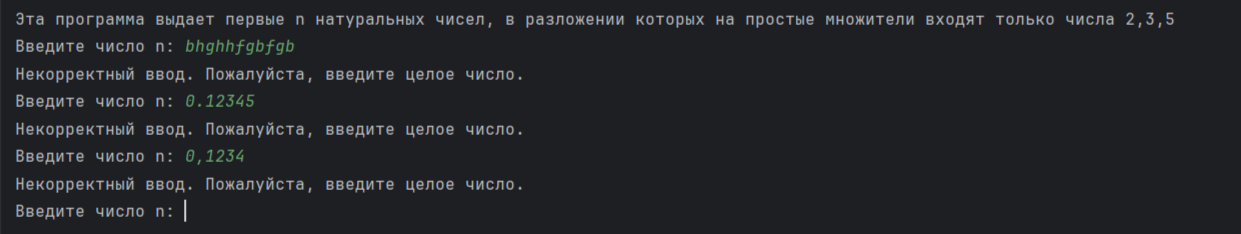 Эта программа выдает первые n натуральных чисел, в разложении которых на простые множители входят только числа 2,3,5
Введите число n: bhghhfgbfgb
Некорректный ввод. Пожалуйста, введите целое число.
Введите число n: 0.12345
Некорректный ввод. Пожалуйста, введите целое число.
Введите число n: 0,1234
Некорректный ввод. Пожалуйста, введите целое число.
Введите число n: